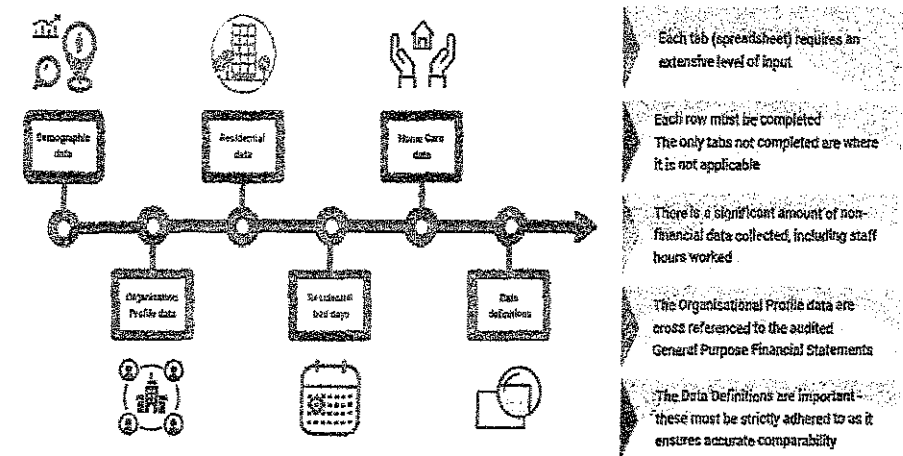 Demographic
data
Residential
data
Home Care
data
Organisation
Profile data
Residential
bed days
Data
definitions
Each tab (spreadsheet) requires an
extensive level of input
Each row must be completed
The only tabs not completed are where
it is not applicable
There is a significant amount of non-
financial data collected, including staff
hours worked
The Organisational Profile data are
cross referenced to the audited
General Purpose Financial Statements
The Data Definitions are important -
these must be strictly adhered to as it
ensures accurate comparability